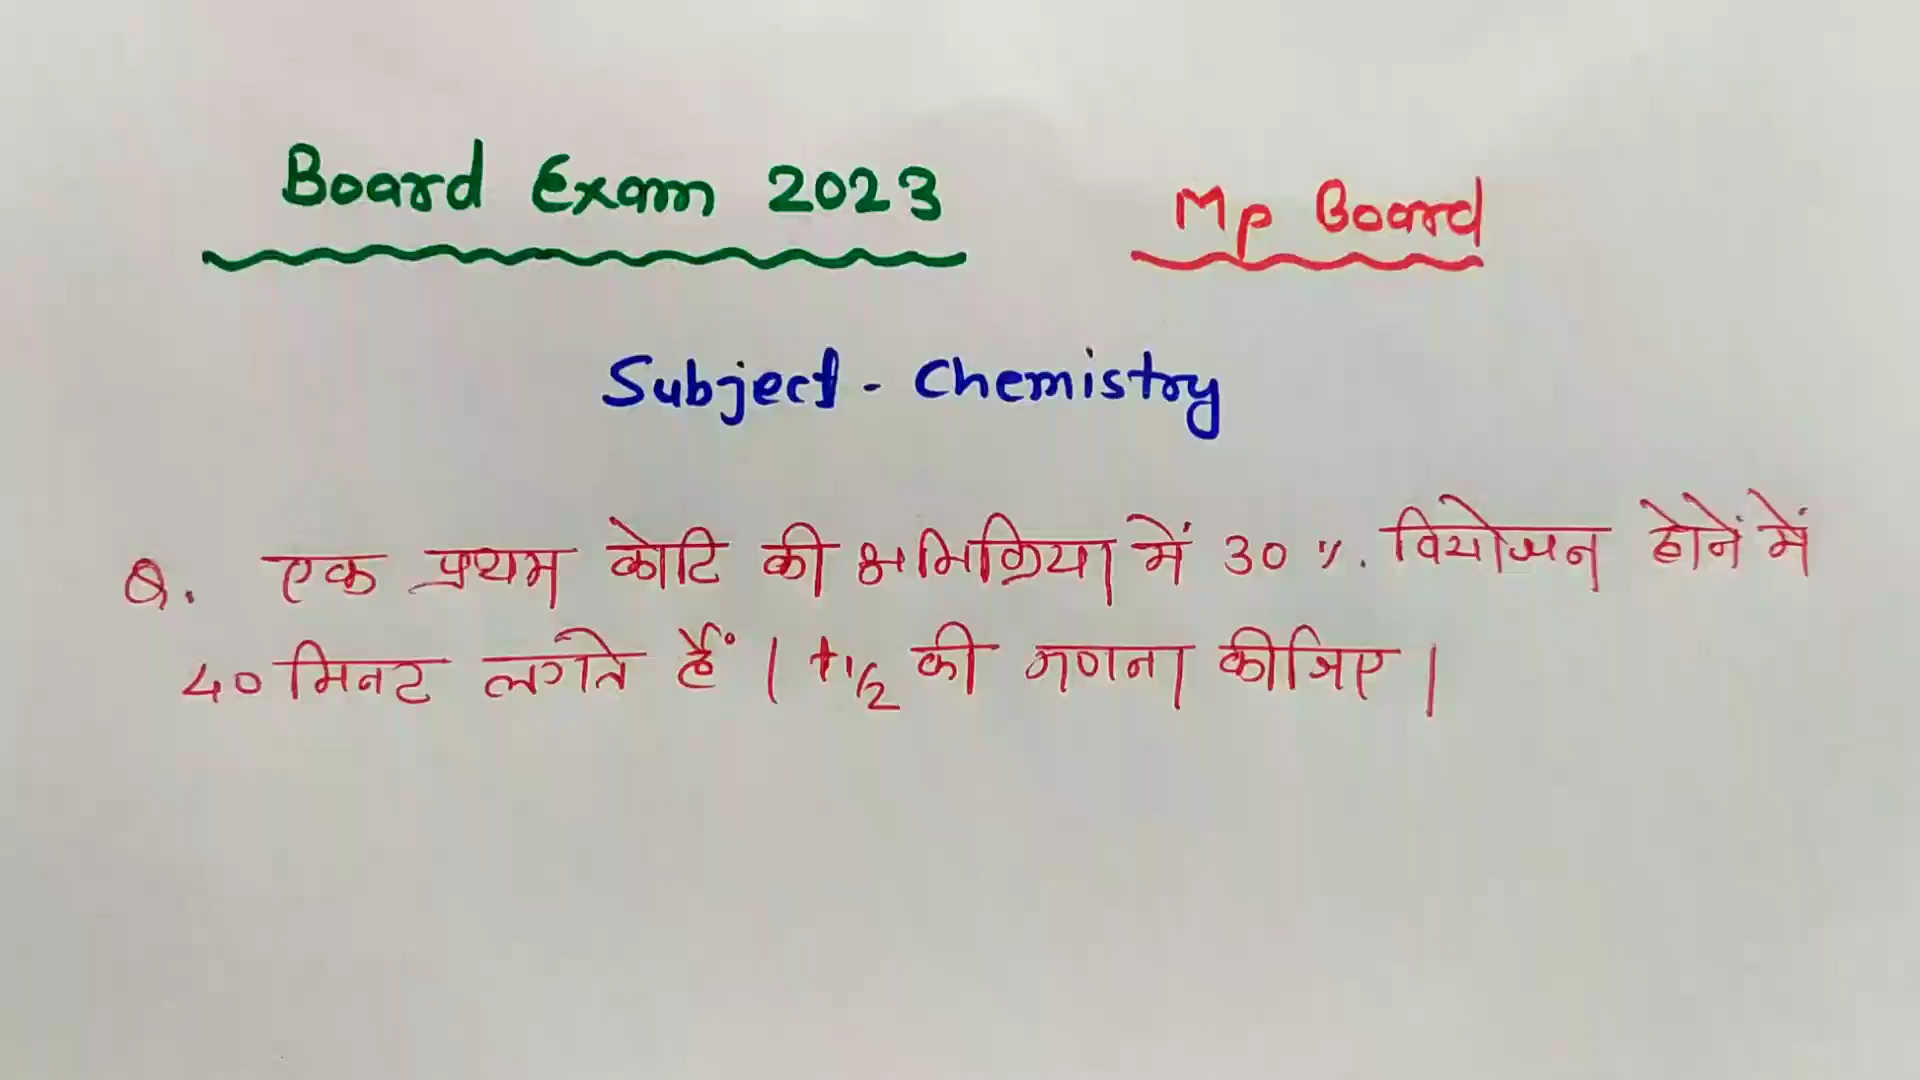 Board Exam 2023 Mp Board
Subject - Chemistry
Q. एक प्रथम कोटि की अभिक्रिया में 30 %. वियोजन होनें में
40 मिनट लगते हैं । t1/2 की गणना कीजिए ।